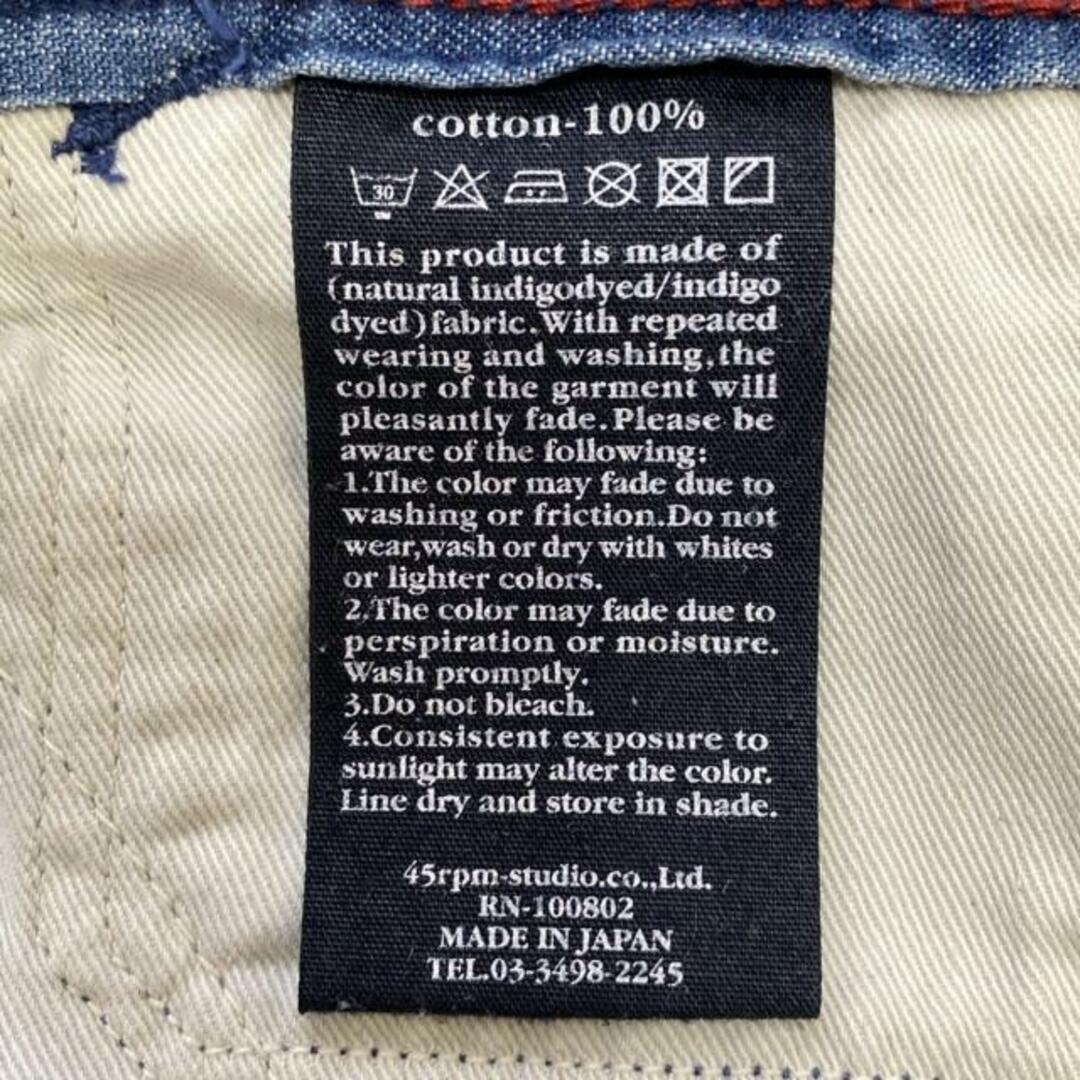 cotton-100%
30
This product is made of
(natural indigodyed/indigo
dyed)fabric.With repeated
wearing and washing,the
color of the garment will
pleasantly fade.Please be
aware of the following:
1.The color may fade due to
washing or friction.Do not
wear,wash or dry with whites
or lighter colors.
2.The color may fade due to
perspiration or moisture.
Wash promptly.
3.Do not bleach.
4.Consistent exposure to
sunlight may alter the color.
Line dry and store in shade.
45rpm-studio.co.,Ltd.
RN-100802
MADE IN JAPAN
TEL.03-3498-2245